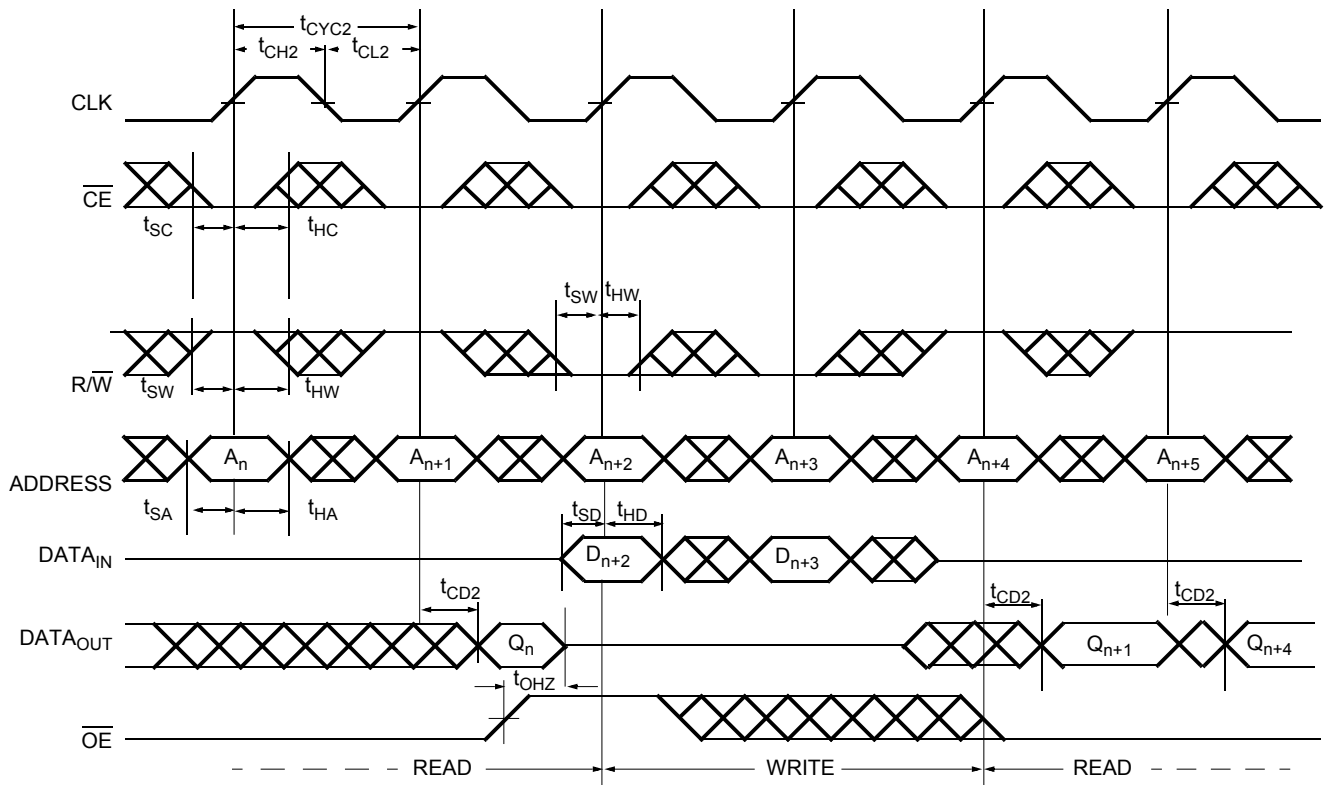 tCYC2
tCH2 tCL2
CLK
CE
tSC tHC
tSW tHW
R/W
tSW tHW
An An+1 An+2 An+3 An+4 An+5
ADDRESS
tSA tHA
tSD tHD
DATAIN
Dn+2 Dn+3
tCD2 tCD2 tCD2
DATAOUT
Qn Qn+1 Qn+4
tOHZ
OE
READ WRITE READ